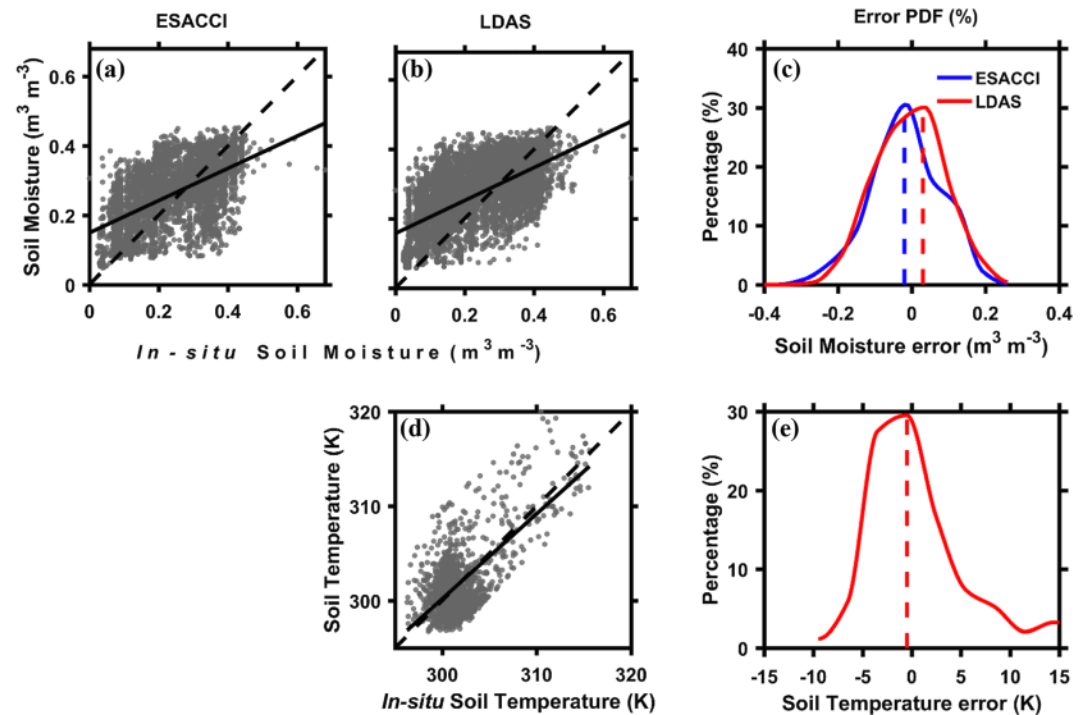 ESACCI
LDAS
Error PDF (%)
(a)
(b)
(c)
ESACCI
LDAS
Soil Moisture (m³ m⁻³)
0.6
0.4
0.2
0
0 0.2 0.4 0.6
0 0.2 0.4 0.6
In - situ Soil Moisture (m³ m⁻³)
Percentage (%)
40
30
20
10
0
-0.4 -0.2 0 0.2 0.4
Soil Moisture error (m³ m⁻³)
(d)
Soil Temperature (K)
320
310
300
300 310 320
In-situ Soil Temperature (K)
(e)
Percentage (%)
30
20
10
0
-15 -10 -5 0 5 10 15
Soil Temperature error (K)